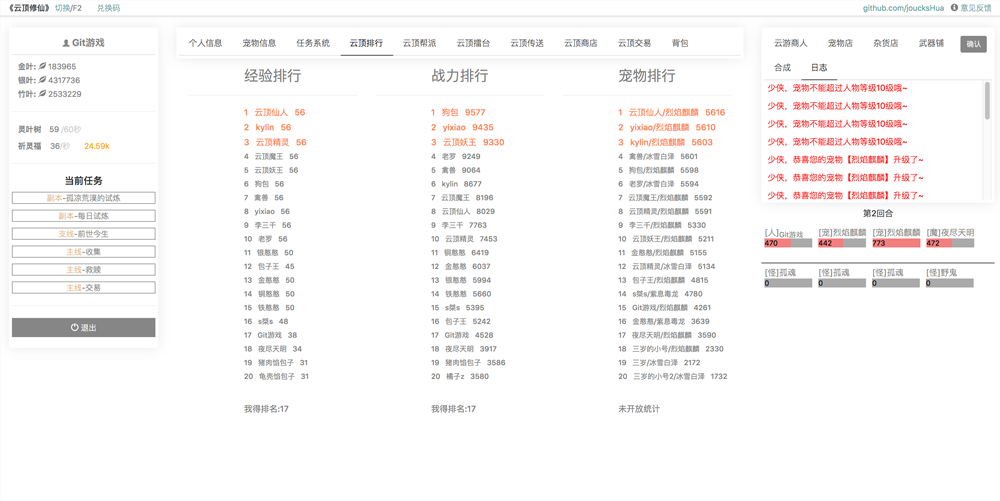 《云顶修仙》 切换/F2 兑换码
github.com/joucksHua 意见反馈
Git游戏
金叶: 183965
银叶: 4317736
竹叶: 2533229
灵叶树 59 /60秒
祈灵福 36/秒 24.59k
当前任务
副本-孤凉荒漠的试炼
副本-每日试炼
支线-前世今生
主线-收集
主线-救赎
主线-交易
退出
个人信息 宠物信息 任务系统 云顶排行 云顶帮派 云顶擂台 云顶传送 云顶商店 云顶交易 背包
经验排行
1 云顶仙人 56
2 kylin 56
3 云顶精灵 56
4 云顶魔王 56
5 云顶妖王 56
6 狗包 56
7 禽兽 56
8 yixiao 56
9 李三千 56
10 老罗 56
11 银憨憨 50
12 包子王 45
13 金憨憨 50
14 铜憨憨 50
15 铁憨憨 50
16 s桀s 48
17 Git游戏 38
18 夜尽天明 34
19 猪肉馅包子 31
20 龟壳馅包子 31
我得排名:17
战力排行
1 狗包 9577
2 yixiao 9435
3 云顶妖王 9330
4 老罗 9249
5 禽兽 9064
6 kylin 8677
7 云顶魔王 8196
8 云顶仙人 8029
9 李三千 7763
10 云顶精灵 7453
11 铜憨憨 6419
12 金憨憨 6037
13 银憨憨 5994
14 铁憨憨 5660
15 s桀s 5395
16 包子王 5242
17 Git游戏 4528
18 夜尽天明 3917
19 猪肉馅包子 3586
20 橘子z 3580
我得排名:17
宠物排行
1 云顶仙人/烈焰麒麟 5616
2 yixiao/烈焰麒麟 5610
3 kylin/烈焰麒麟 5603
4 禽兽/冰雪白泽 5601
5 狗包/烈焰麒麟 5598
6 老罗/冰雪白泽 5594
7 云顶魔王/烈焰麒麟 5592
8 云顶精灵/烈焰麒麟 5591
9 李三千/烈焰麒麟 5330
10 云顶妖王/烈焰麒麟 5211
11 金憨憨/烈焰麒麟 5155
12 云顶精灵/冰雪白泽 5134
13 包子王/烈焰麒麟 4815
14 s桀s/紫息毒龙 4780
15 Git游戏/烈焰麒麟 4261
16 金憨憨/紫息毒龙 3639
17 夜尽天明/烈焰麒麟 3590
18 三岁的小号/烈焰麒麟 2330
19 三岁/冰雪白泽 2172
20 三岁的小号2/冰雪白泽 1732
未开放统计
云游商人 宠物店 杂货店 武器铺 确认
合成 日志
少侠，宠物不能超过人物等级10级哦~
少侠，宠物不能超过人物等级10级哦~
少侠，宠物不能超过人物等级10级哦~
少侠，宠物不能超过人物等级10级哦~
少侠，恭喜您的宠物【烈焰麒麟】升级了~
少侠，恭喜您的宠物【烈焰麒麟】升级了~
少侠，恭喜您的宠物【烈焰麒麟】升级了~
第2回合
[人]Git游戏 [宠]烈焰麒麟 [宠]烈焰麒麟 [魔]夜尽天明
470 442 773 472
[怪]孤魂 [怪]孤魂 [怪]孤魂 [怪]野鬼
0 0 0 0